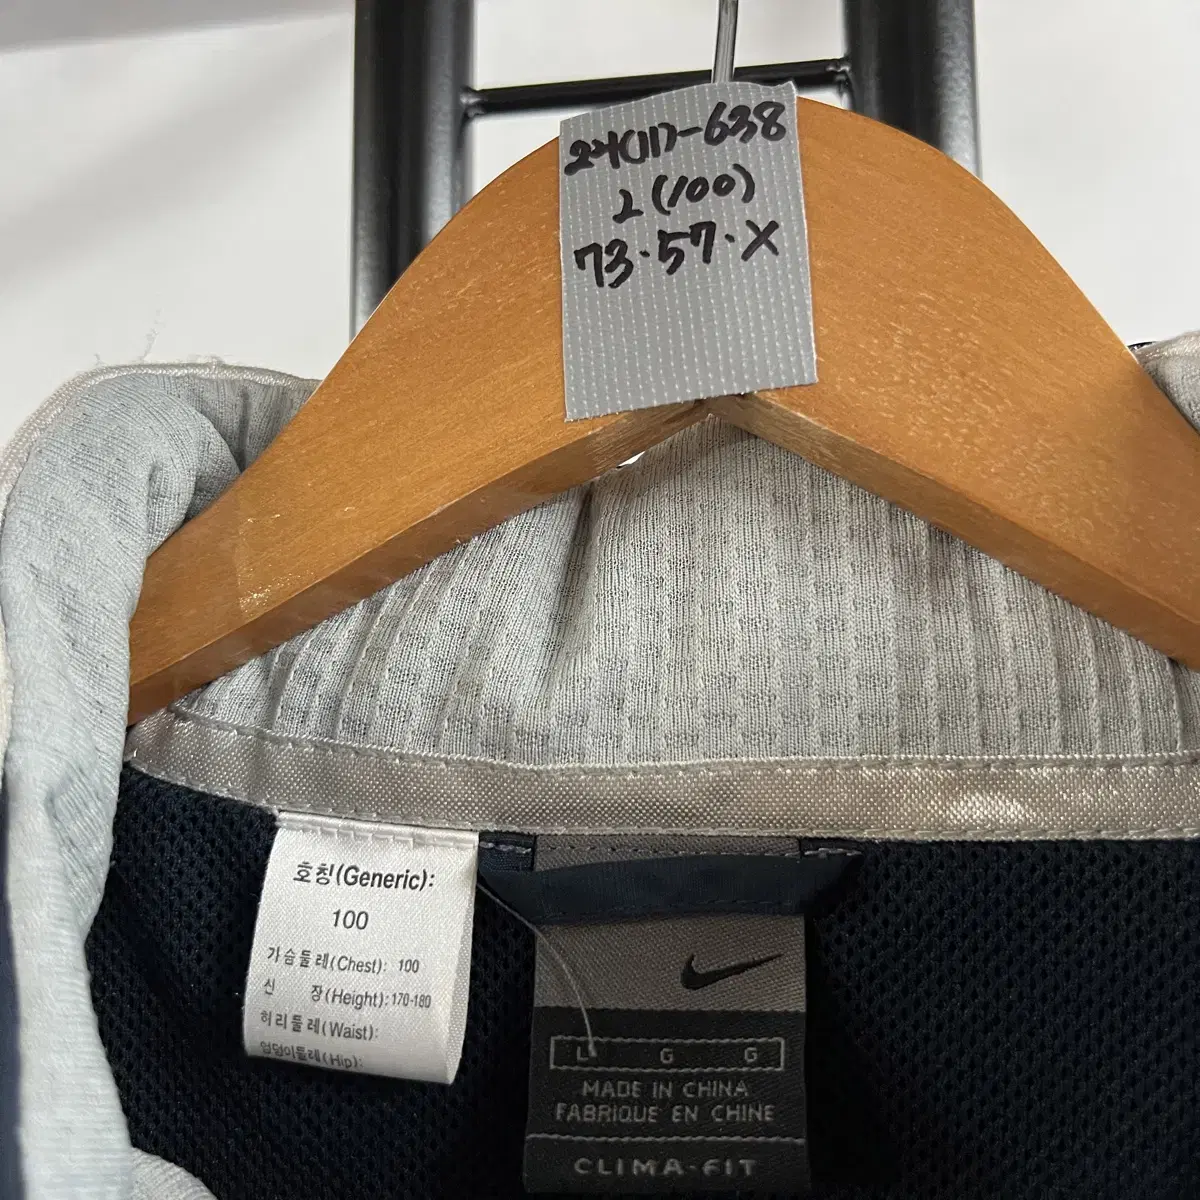 24(11)-638
L(100)
73.57.X
호칭(Generic):
100
가슴둘레(Chest): 100
신 장(Height):170-180
허리둘레(Waist):
엉덩이둘레(Hip):
L G G
MADE IN CHINA
FABRIQUE EN CHINE
CLIMA-FIT